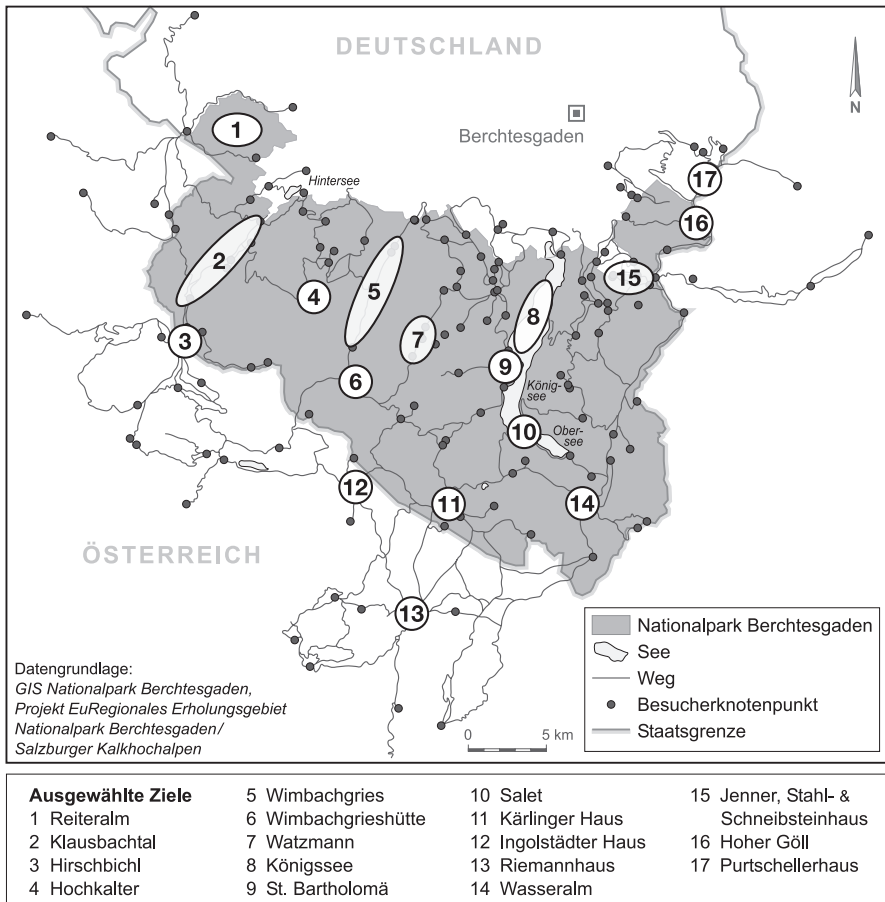 DEUTSCHLAND
N
Berchtesgaden
1
Hintersee
17
16
2
15
4
5
8
7
3
9
6
König-
see
10
Ober-
see
12
11
14
ÖSTERREICH
13
Nationalpark Berchtesgaden
See
Weg
Besucherknotenpunkt
Staatsgrenze
Datengrundlage:
GIS Nationalpark Berchtesgaden,
Projekt EuRegionales Erholungsgebiet
Nationalpark Berchtesgaden/
Salzburger Kalkhochalpen
0 5 km
Ausgewählte Ziele
1 Reiteralm
2 Klausbachtal
3 Hirschbichl
4 Hochkalter
5 Wimbachgries
6 Wimbachgrieshütte
7 Watzmann
8 Königssee
9 St. Bartholomä
10 Salet
11 Kärlinger Haus
12 Ingolstädter Haus
13 Riemannhaus
14 Wasseralm
15 Jenner, Stahl- &
Schneibsteinhaus
16 Hoher Göll
17 Purtschellerhaus